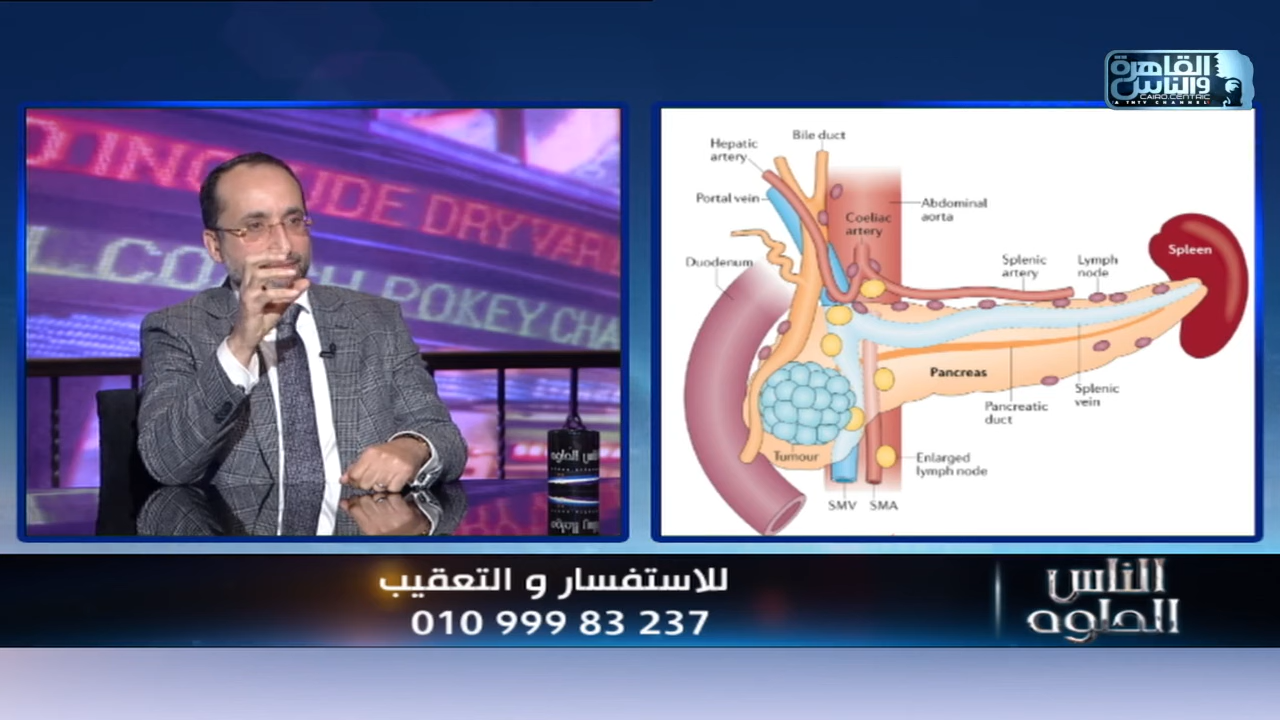 القاهرة
والناس
CAIRO.CENTRIC
A TNTV CHANNEL
Bile duct
Hepatic
artery
Portal vein
Abdominal
aorta
Coeliac
artery
Duodenum
Splenic
artery
Lymph
node
Spleen
Pancreas
Pancreatic
duct
Splenic
vein
Tumour
Enlarged
lymph node
SMV
SMA
للاستفسار و التعقيب
010 999 83 237
الناس
الحلوه